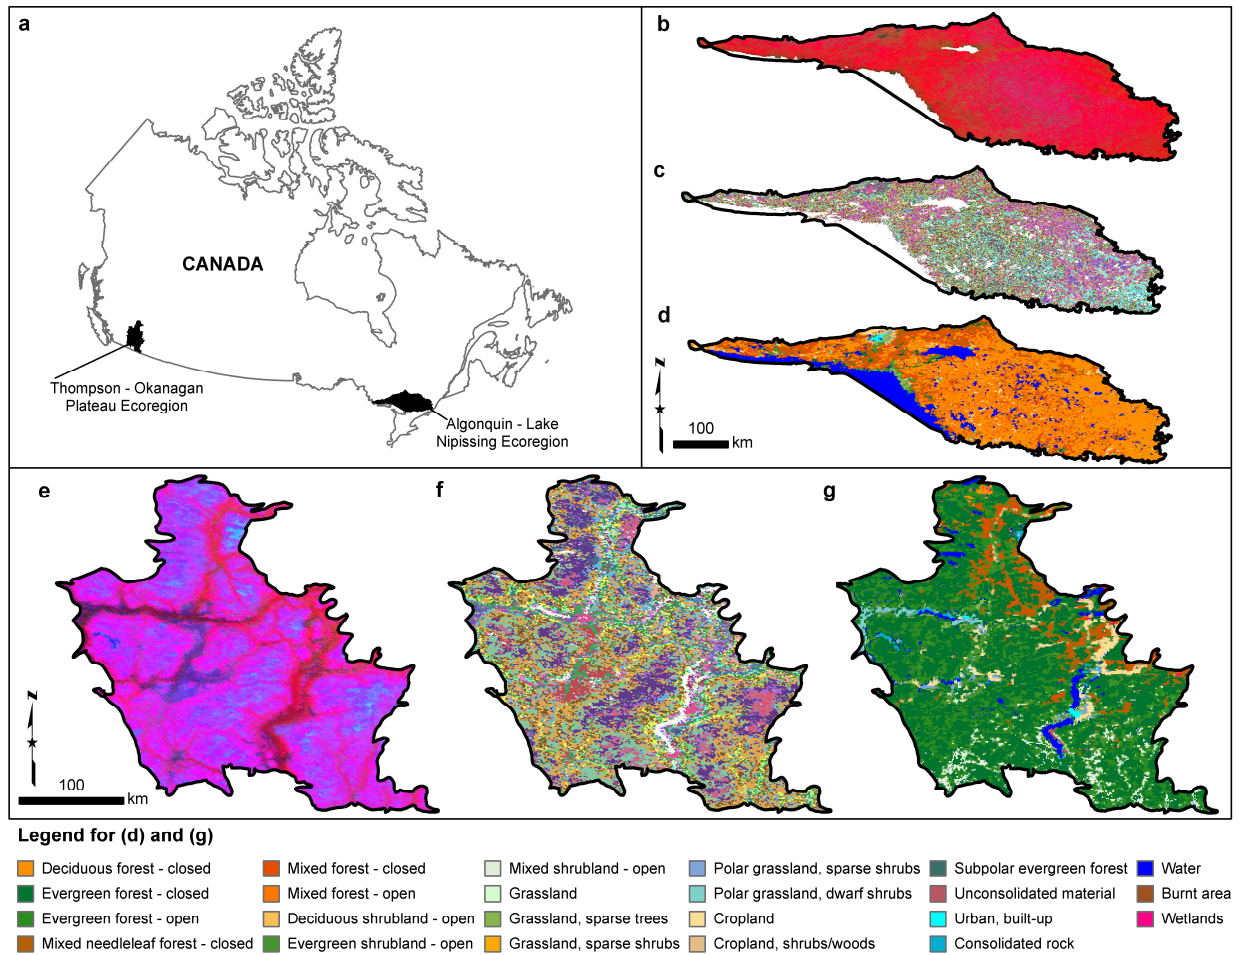 a
CANADA
Thompson - Okanagan
Plateau Ecoregion
Algonquin - Lake
Nipissing Ecoregion
b
c
d
N
100
km
e
f
g
N
100
km
Legend for (d) and (g)
Deciduous forest - closed
Evergreen forest - closed
Evergreen forest - open
Mixed needleleaf forest - closed
Mixed forest - closed
Mixed forest - open
Deciduous shrubland - open
Evergreen shrubland - open
Mixed shrubland - open
Grassland
Grassland, sparse trees
Grassland, sparse shrubs
Polar grassland, sparse shrubs
Polar grassland, dwarf shrubs
Cropland
Cropland, shrubs/woods
Subpolar evergreen forest
Unconsolidated material
Urban, built-up
Consolidated rock
Water
Burnt area
Wetlands